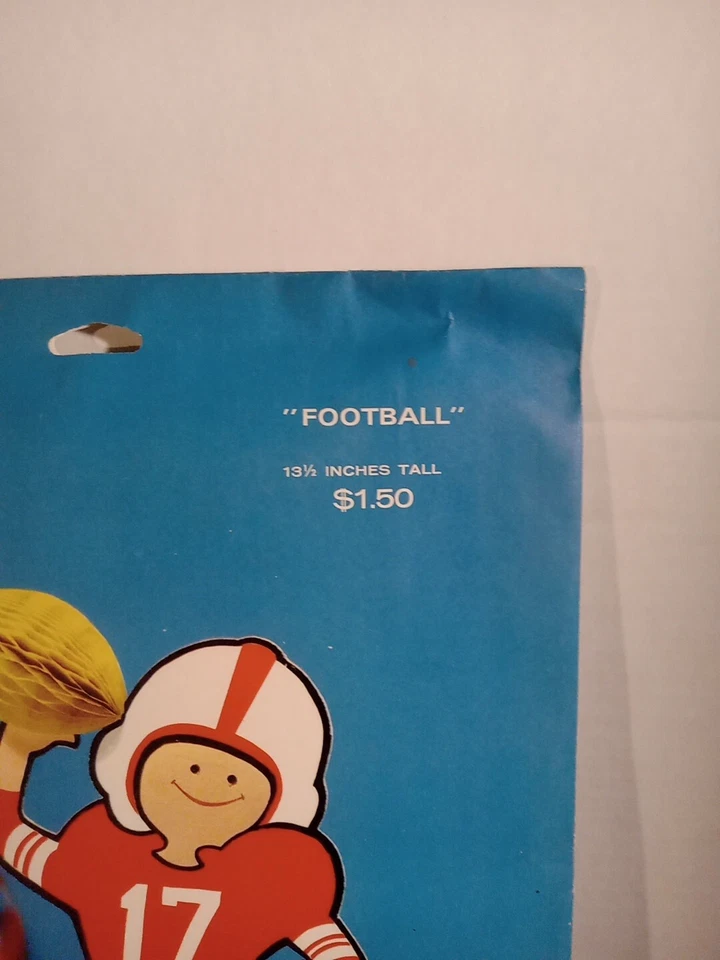 "FOOTBALL"
13½ INCHES TALL
$1.50
17